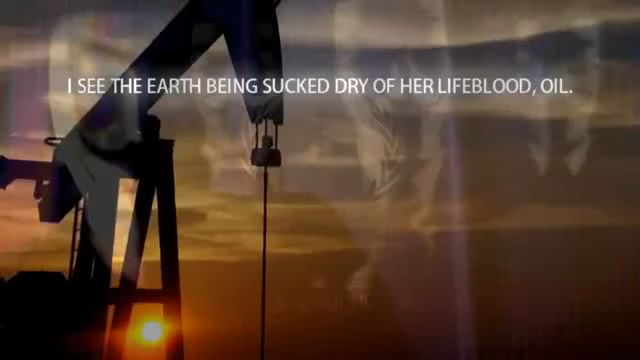 I SEE THE EARTH BEING SUCKED DRY OF HER LIFEBLOOD, OIL.